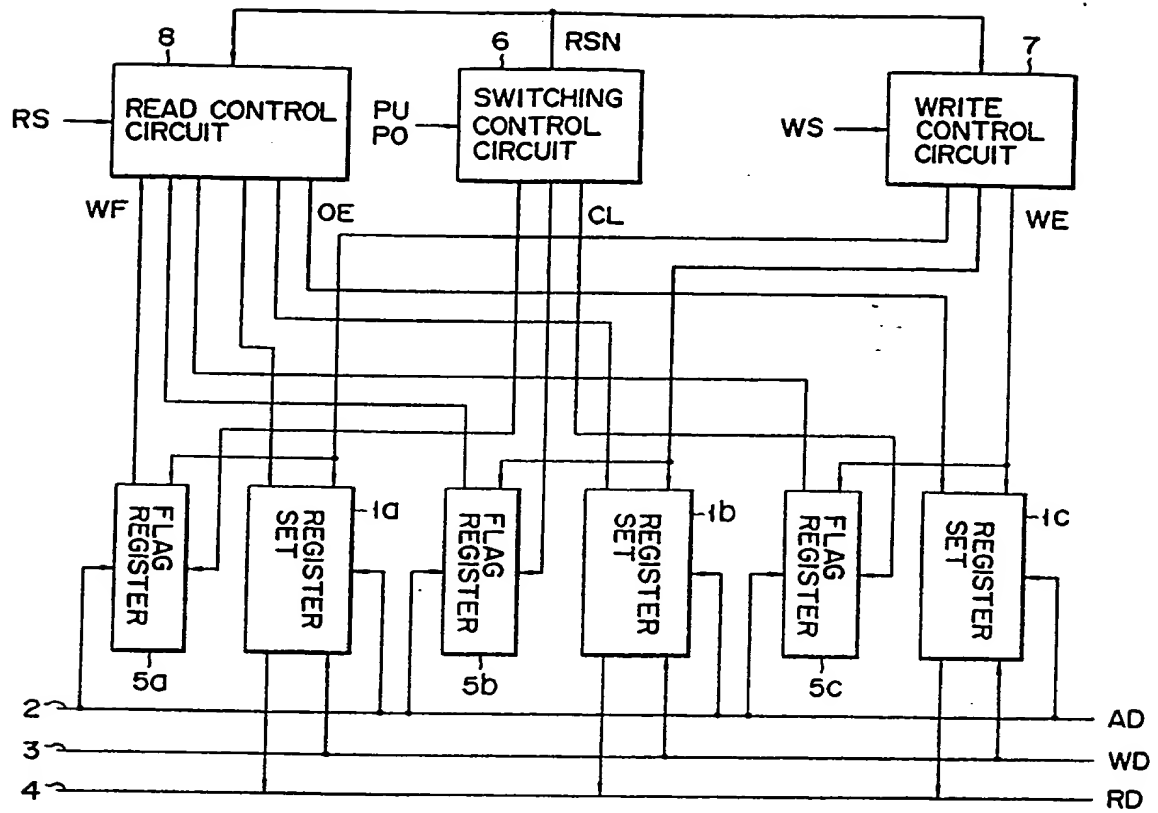 8
6
RSN
7
RS
READ CONTROL
CIRCUIT
PU
PO
SWITCHING
CONTROL
CIRCUIT
WS
WRITE
CONTROL
CIRCUIT
WF
OE
CL
WE
FLAG
REGISTER
REGISTER
SET
1a
FLAG
REGISTER
REGISTER
SET
1b
FLAG
REGISTER
REGISTER
SET
1c
5a
5b
5c
2
AD
3
WD
4
RD